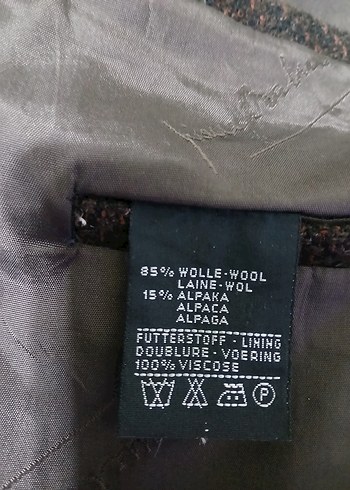 85% WOLLE-WOOL
LAINE-WOL
15% ALPAKA
ALPACA
ALPAGA
FUTTERSTOFF - LINING
DOUBLURE - VOERING
100% VISCOSE
P